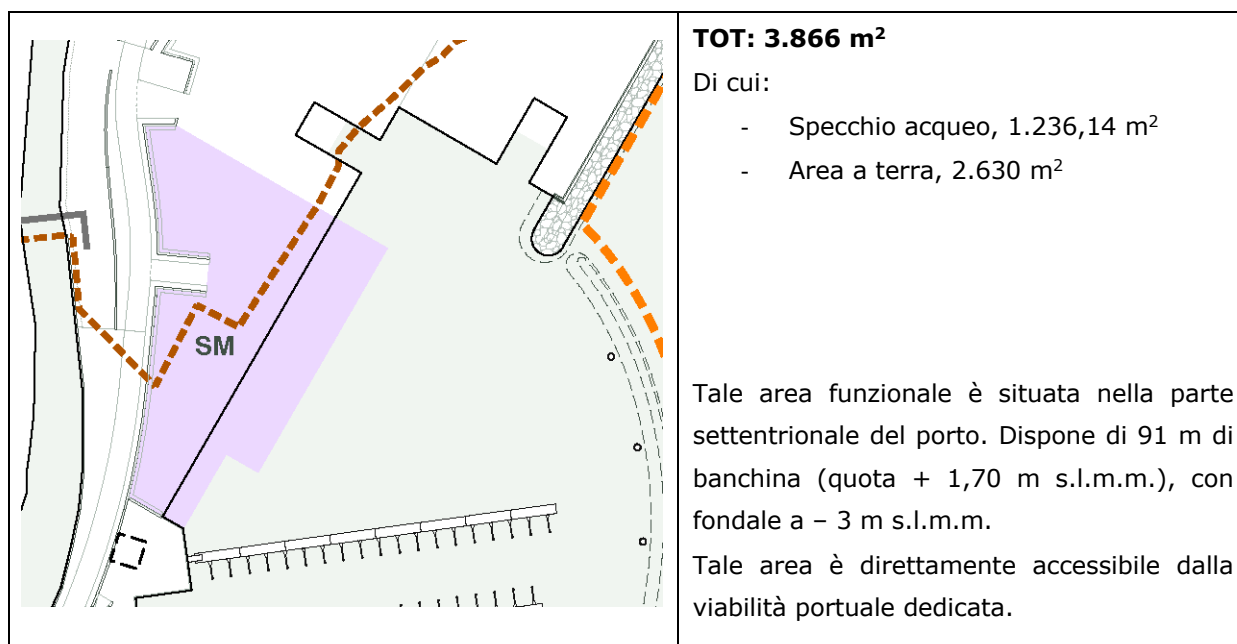 SM
TOT: 3.866 m²
Di cui:
- Specchio acqueo, 1.236,14 m²
- Area a terra, 2.630 m²
Tale area funzionale è situata nella parte
settentrionale del porto. Dispone di 91 m di
banchina (quota + 1,70 m s.l.m.m.), con
fondale a – 3 m s.l.m.m.
Tale area è direttamente accessibile dalla
viabilità portuale dedicata.